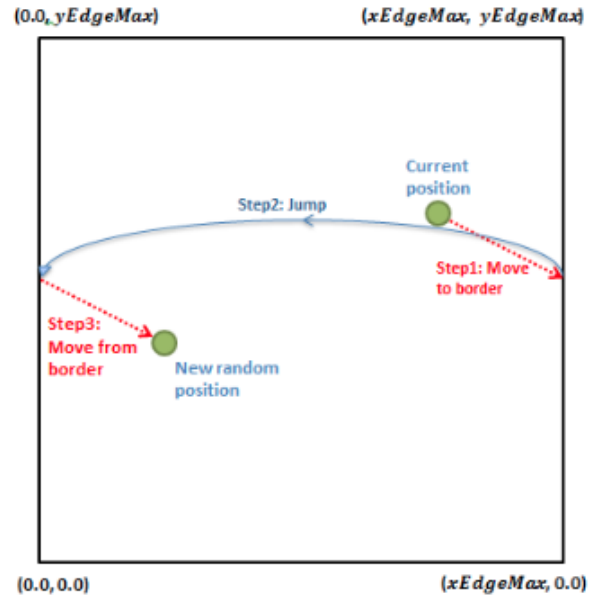 (0.0, yEdgeMax)
(xEdgeMax, yEdgeMax)
Current
position
Step2: Jump
Step1: Move
to border
Step3:
Move from
border
New random
position
(0.0, 0.0)
(xEdgeMax, 0.0)